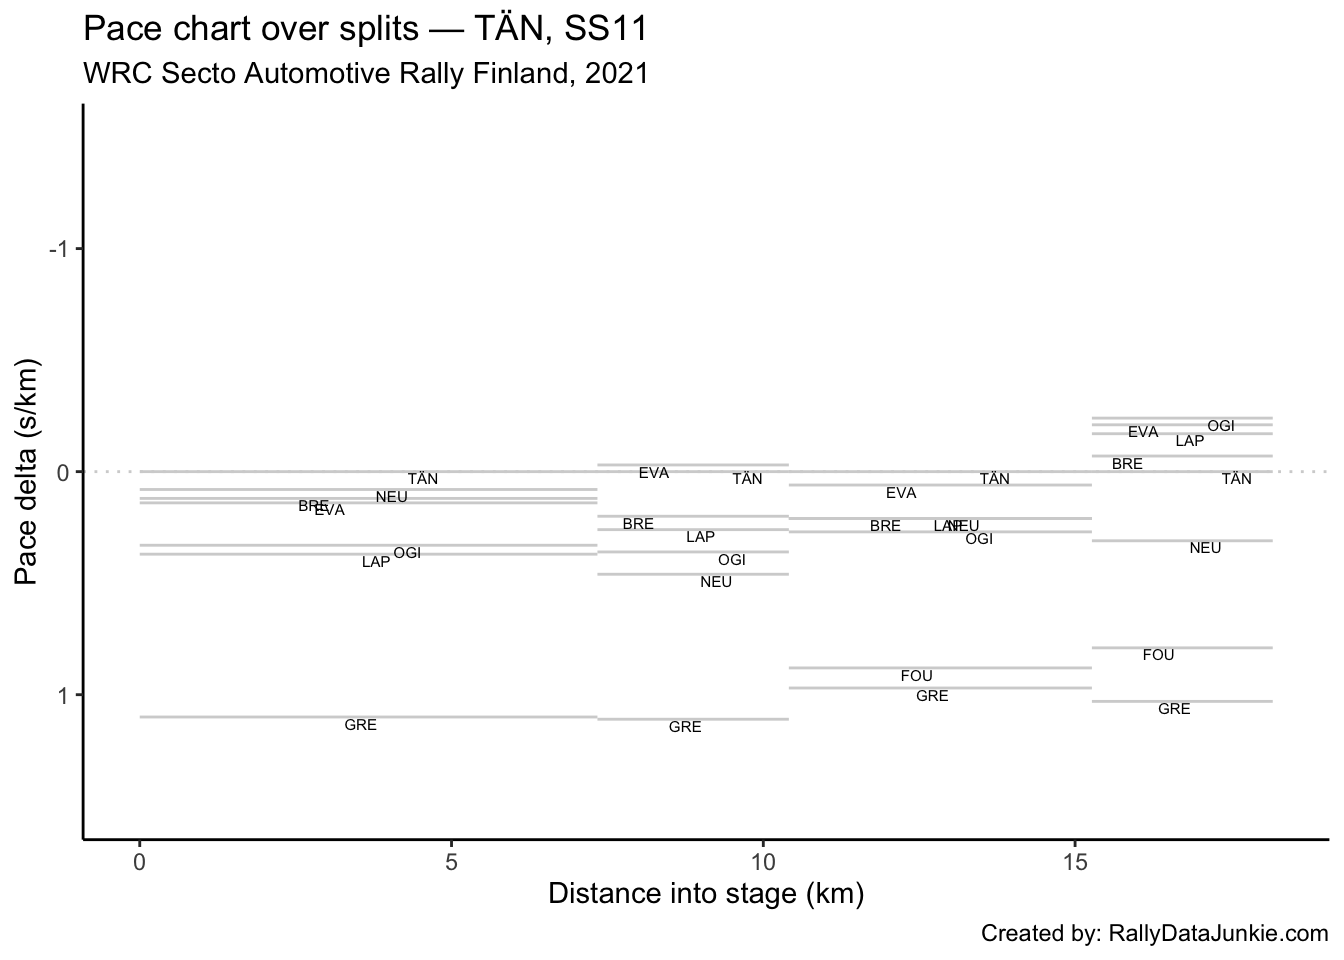 Pace chart over splits — TÄN, SS11
WRC Secto Automotive Rally Finland, 2021
Pace delta (s/km)
-1
0
1
TÄN
NEU
BRE
EVA
OGI
LAP
GRE
EVA
TÄN
BRE
LAP
OGI
NEU
GRE
TÄN
EVA
BRE
LAP
NEU
OGI
FOU
GRE
OGI
EVA
LAP
BRE
TÄN
NEU
FOU
GRE
0 5 10 15
Distance into stage (km)
Created by: RallyDataJunkie.com